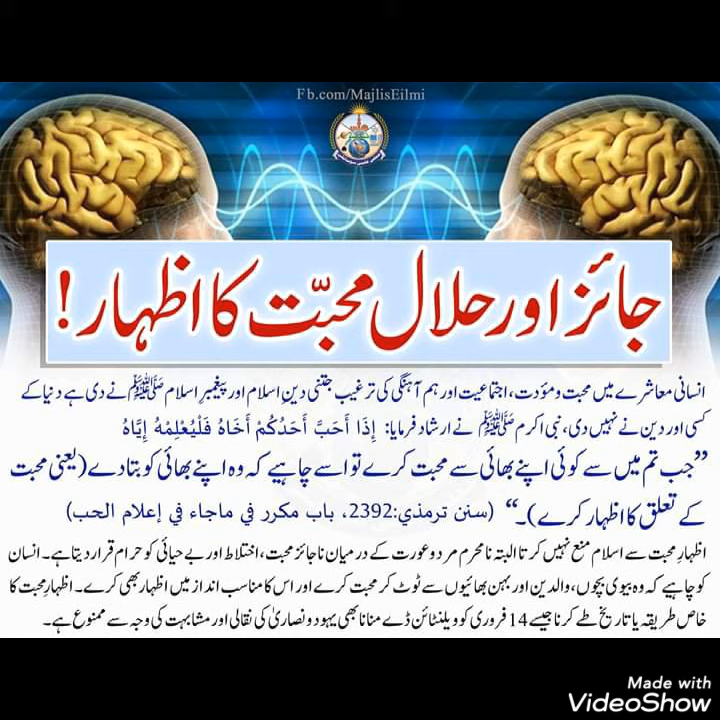 Fb.com/MajlisEilmi
جائز اور حلال محبّت کا اظہار!
انسانی معاشرے میں محبت و مؤدت، اجتماعیت اور ہم آہنگی کی ترغیب جتنی دینِ اسلام اور پیغمبرِ اسلام ﷺ نے دی ہے دنیا کے
کسی اور دین نے نہیں دی، نبی اکرم ﷺ نے ارشاد فرمایا: إِذَا أَحَبَّ أَحَدُكُمْ أَخَاهُ فَلْيُعْلِمْهُ إِيَّاهُ
”جب تم میں سے کوئی اپنے بھائی سے محبت کرے تو اسے چاہیے کہ وہ اپنے بھائی کو بتا دے (یعنی محبت
کے تعلق کا اظہار کرے)۔“ (سنن ترمذي:2392، باب مكرر في ماجاء في إعلام الحب)
اظہارِ محبت سے اسلام منع نہیں کرتا البتہ نامحرم مرد و عورت کے درمیان ناجائز محبت، اختلاط اور بے حیائی کو حرام قرار دیتا ہے۔ انسان
کو چاہیے کہ وہ بیوی بچوں، والدین اور بہن بھائیوں سے ٹوٹ کر محبت کرے اور اس کا مناسب انداز میں اظہار بھی کرے۔ اظہارِ محبت کا
خاص طریقہ یا تاریخ طے کرنا جیسے 14 فروری کو ویلنٹائن ڈے منانا بھی یہود و نصاریٰ کی نقالی اور مشابہت کی وجہ سے ممنوع ہے۔
Made with
VideoShow